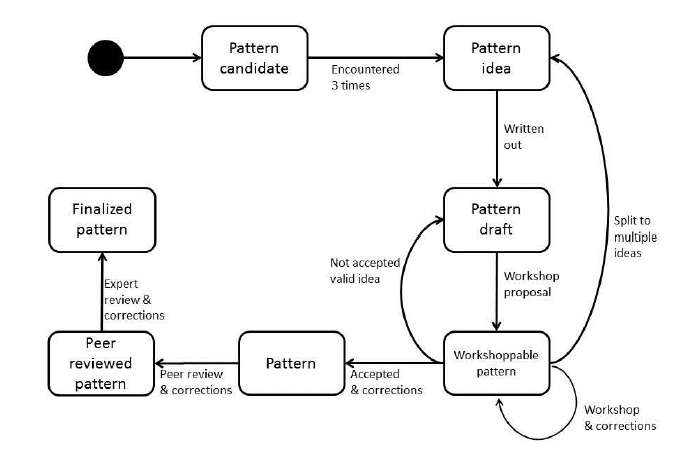 Pattern
candidate
Encountered
3 times
Pattern
idea
Written
out
Finalized
pattern
Pattern
draft
Split to
multiple
ideas
Not accepted
valid idea
Workshop
proposal
Expert
review &
corrections
Peer
reviewed
pattern
Peer review
& corrections
Pattern
Accepted
& corrections
Workshoppable
pattern
Workshop
& corrections